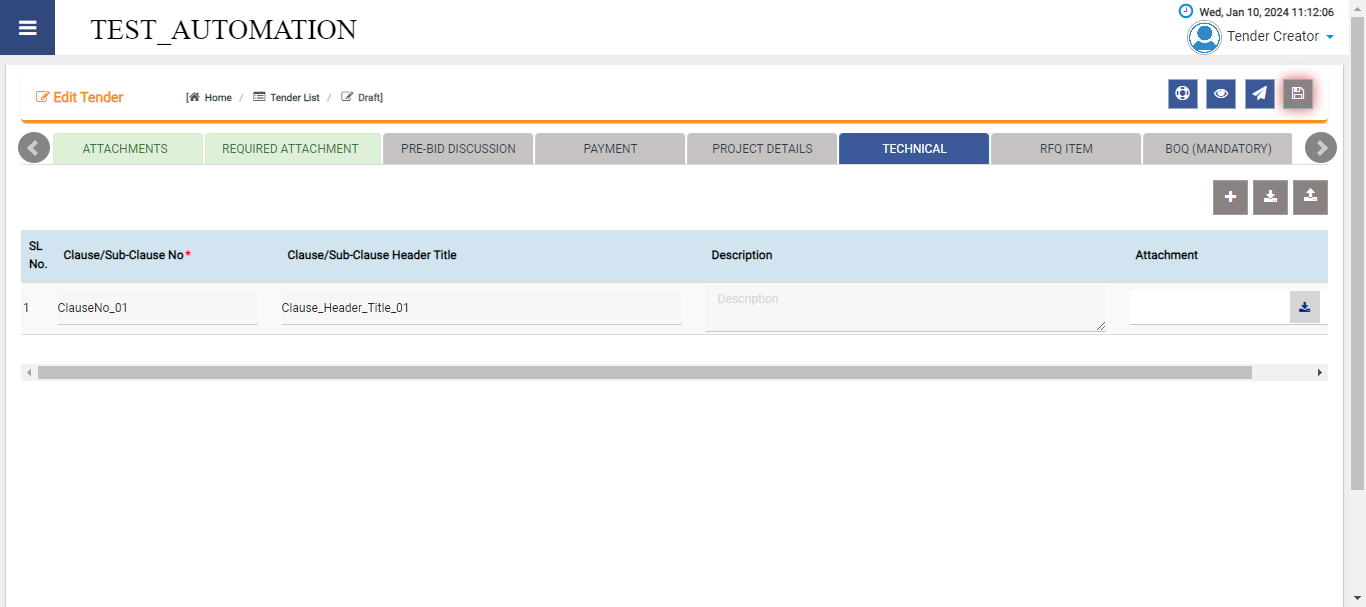 TEST_AUTOMATION
Wed, Jan 10, 2024 11:12:06
Tender Creator
Edit Tender
[ Home / Tender List / Draft]
ATTACHMENTS REQUIRED ATTACHMENT PRE-BID DISCUSSION PAYMENT PROJECT DETAILS TECHNICAL RFQ ITEM BOQ (MANDATORY)
SL No. Clause/Sub-Clause No* Clause/Sub-Clause Header Title Description Attachment
1 ClauseNo_01 Clause_Header_Title_01 Description